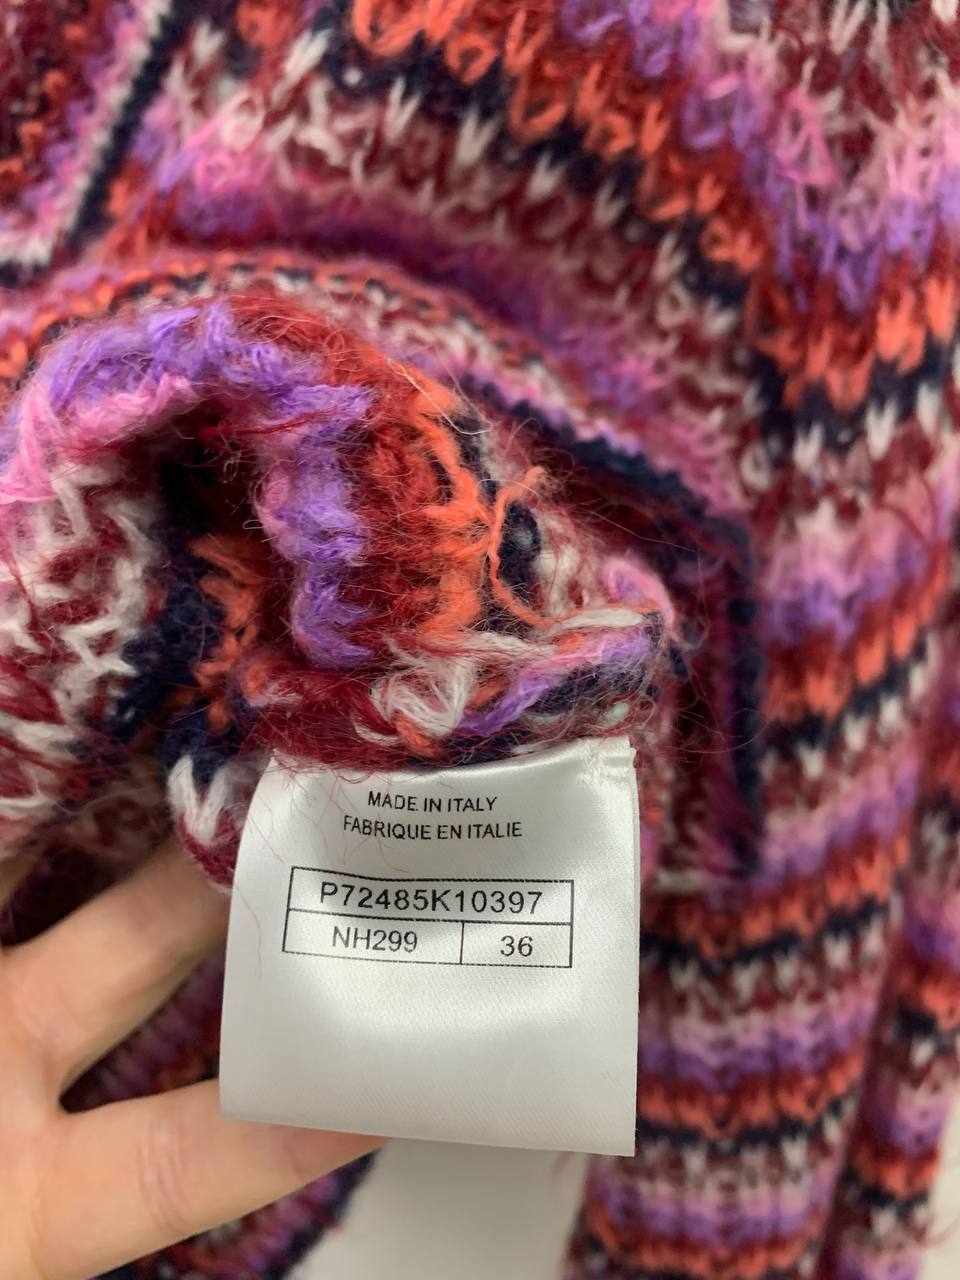 MADE IN ITALY
FABRIQUE EN ITALIE
P72485K10397
NH299 36